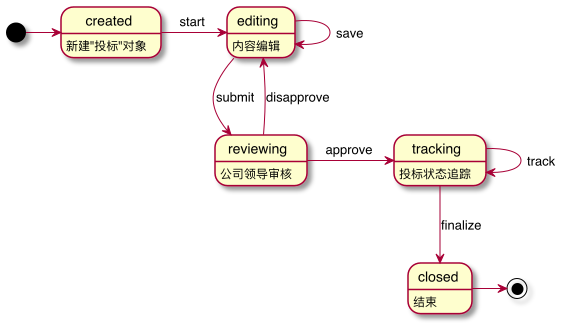 created
新建"投标"对象
start
editing
内容编辑
save
submit
disapprove
reviewing
公司领导审核
approve
tracking
投标状态追踪
track
finalize
closed
结束